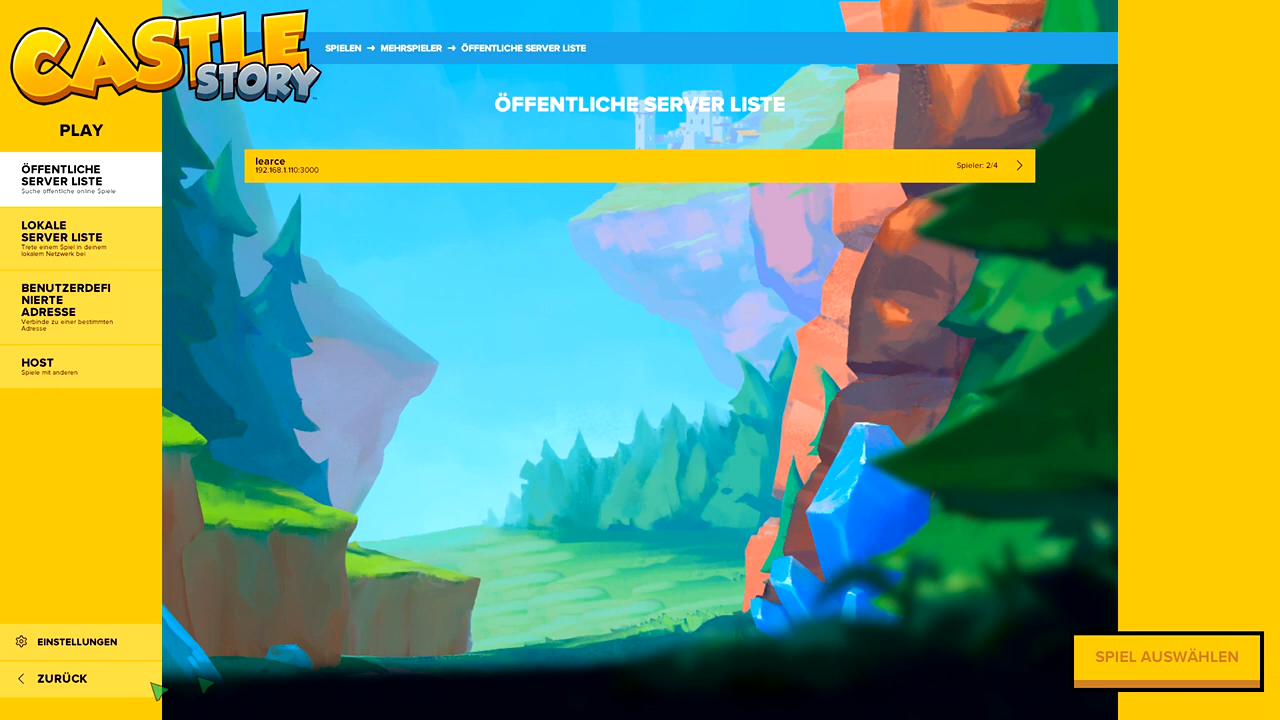 CASTLE
STORY
SPIELEN → MEHRSPIELER → ÖFFENTLICHE SERVER LISTE
PLAY
ÖFFENTLICHE SERVER LISTE
learce
192.168.1.110:3000
Spieler: 2/4
ÖFFENTLICHE
SERVER LISTE
Suche öffentliche online Spiele
LOKALE
SERVER LISTE
Trete einem Spiel in deinem
lokalem Netzwerk bei
BENUTZERDEFI
NIERTE
ADRESSE
Verbinde zu einer bestimmten
Adresse
HOST
Spiele mit anderen
EINSTELLUNGEN
ZURÜCK
SPIEL AUSWÄHLEN